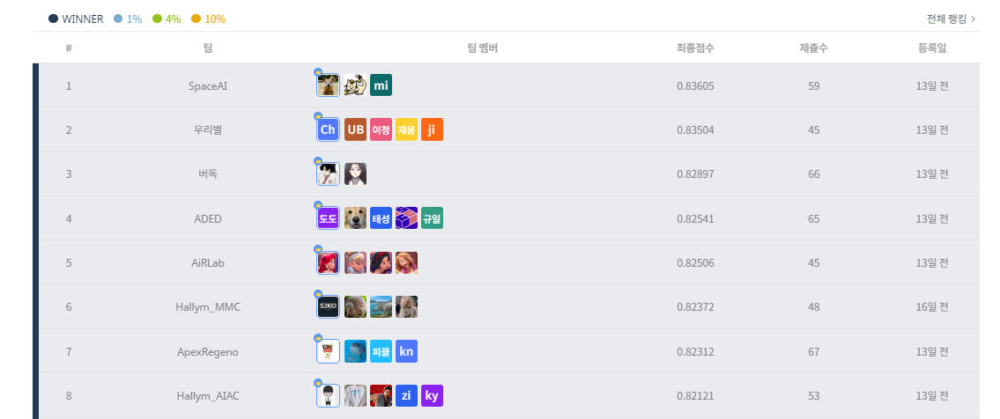 WINNER 1% 4% 10% 전체 랭킹 >
# 팀 팀 멤버 최종점수 제출수 등록일
1 SpaceAI mi 0.83605 59 13일 전
2 우리별 Ch UB 이정 재용 ji 0.83504 45 13일 전
3 버독 0.82897 66 13일 전
4 ADED 도도 태성 규일 0.82541 65 13일 전
5 AiRLab 0.82506 45 13일 전
6 Hallym_MMC SJKO 0.82372 48 16일 전
7 ApexRegeno 파클 kn 0.82312 67 13일 전
8 Hallym_AIAC zi ky 0.82121 53 13일 전